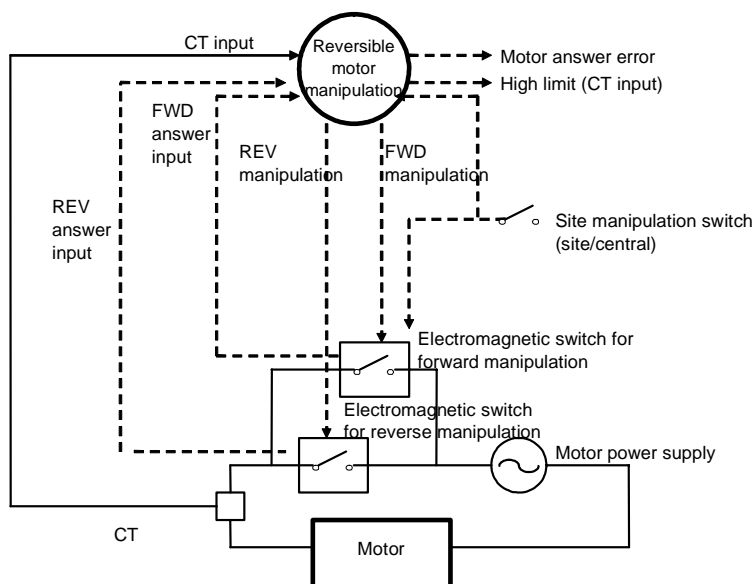 CT input
Reversible
motor
manipulation
Motor answer error
High limit (CT input)
FWD
answer
input
REV
manipulation
FWD
manipulation
REV
answer
input
Site manipulation switch
(site/central)
Electromagnetic switch for
forward manipulation
Electromagnetic switch
for reverse manipulation
Motor power supply
CT
Motor